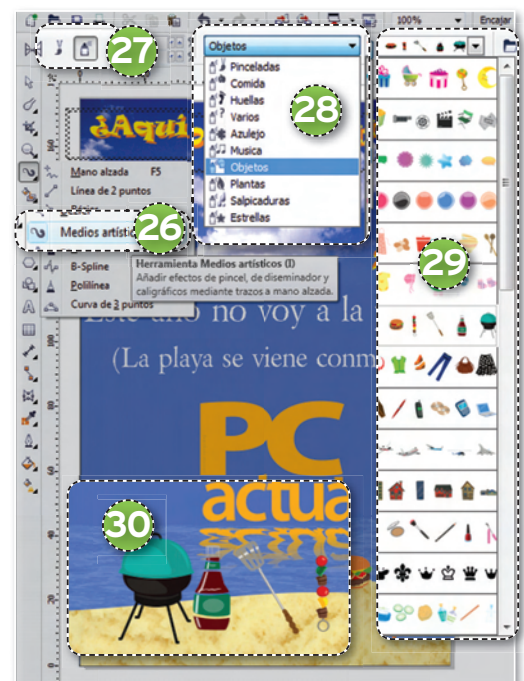 100%
Encajar
27
Objetos
28
Pinceladas
Comida
Huellas
Varios
Azulejo
Musica
Objetos
Plantas
Salpicaduras
Estrellas
Mano alzada F5
Línea de 2 puntos
Medios artísti
26
B-Spline
Polilínea
Curva de 3 puntos
Herramienta Medios artísticos (I)
Añadir efectos de pincel, de diseminador y
caligráficos mediante trazos a mano alzada.
29
Este año no voy a la
(La playa se viene conm
PC
actua
30